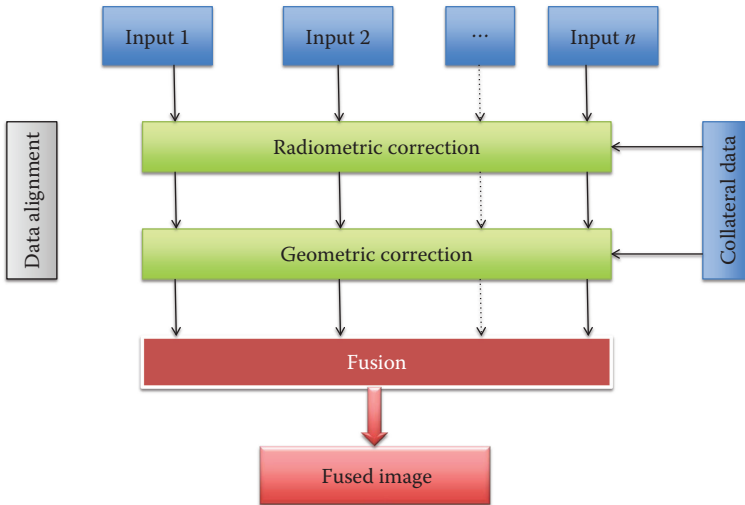 Input 1
Input 2
...
Input n
Radiometric correction
Data alignment
Collateral data
Geometric correction
Fusion
Fused image